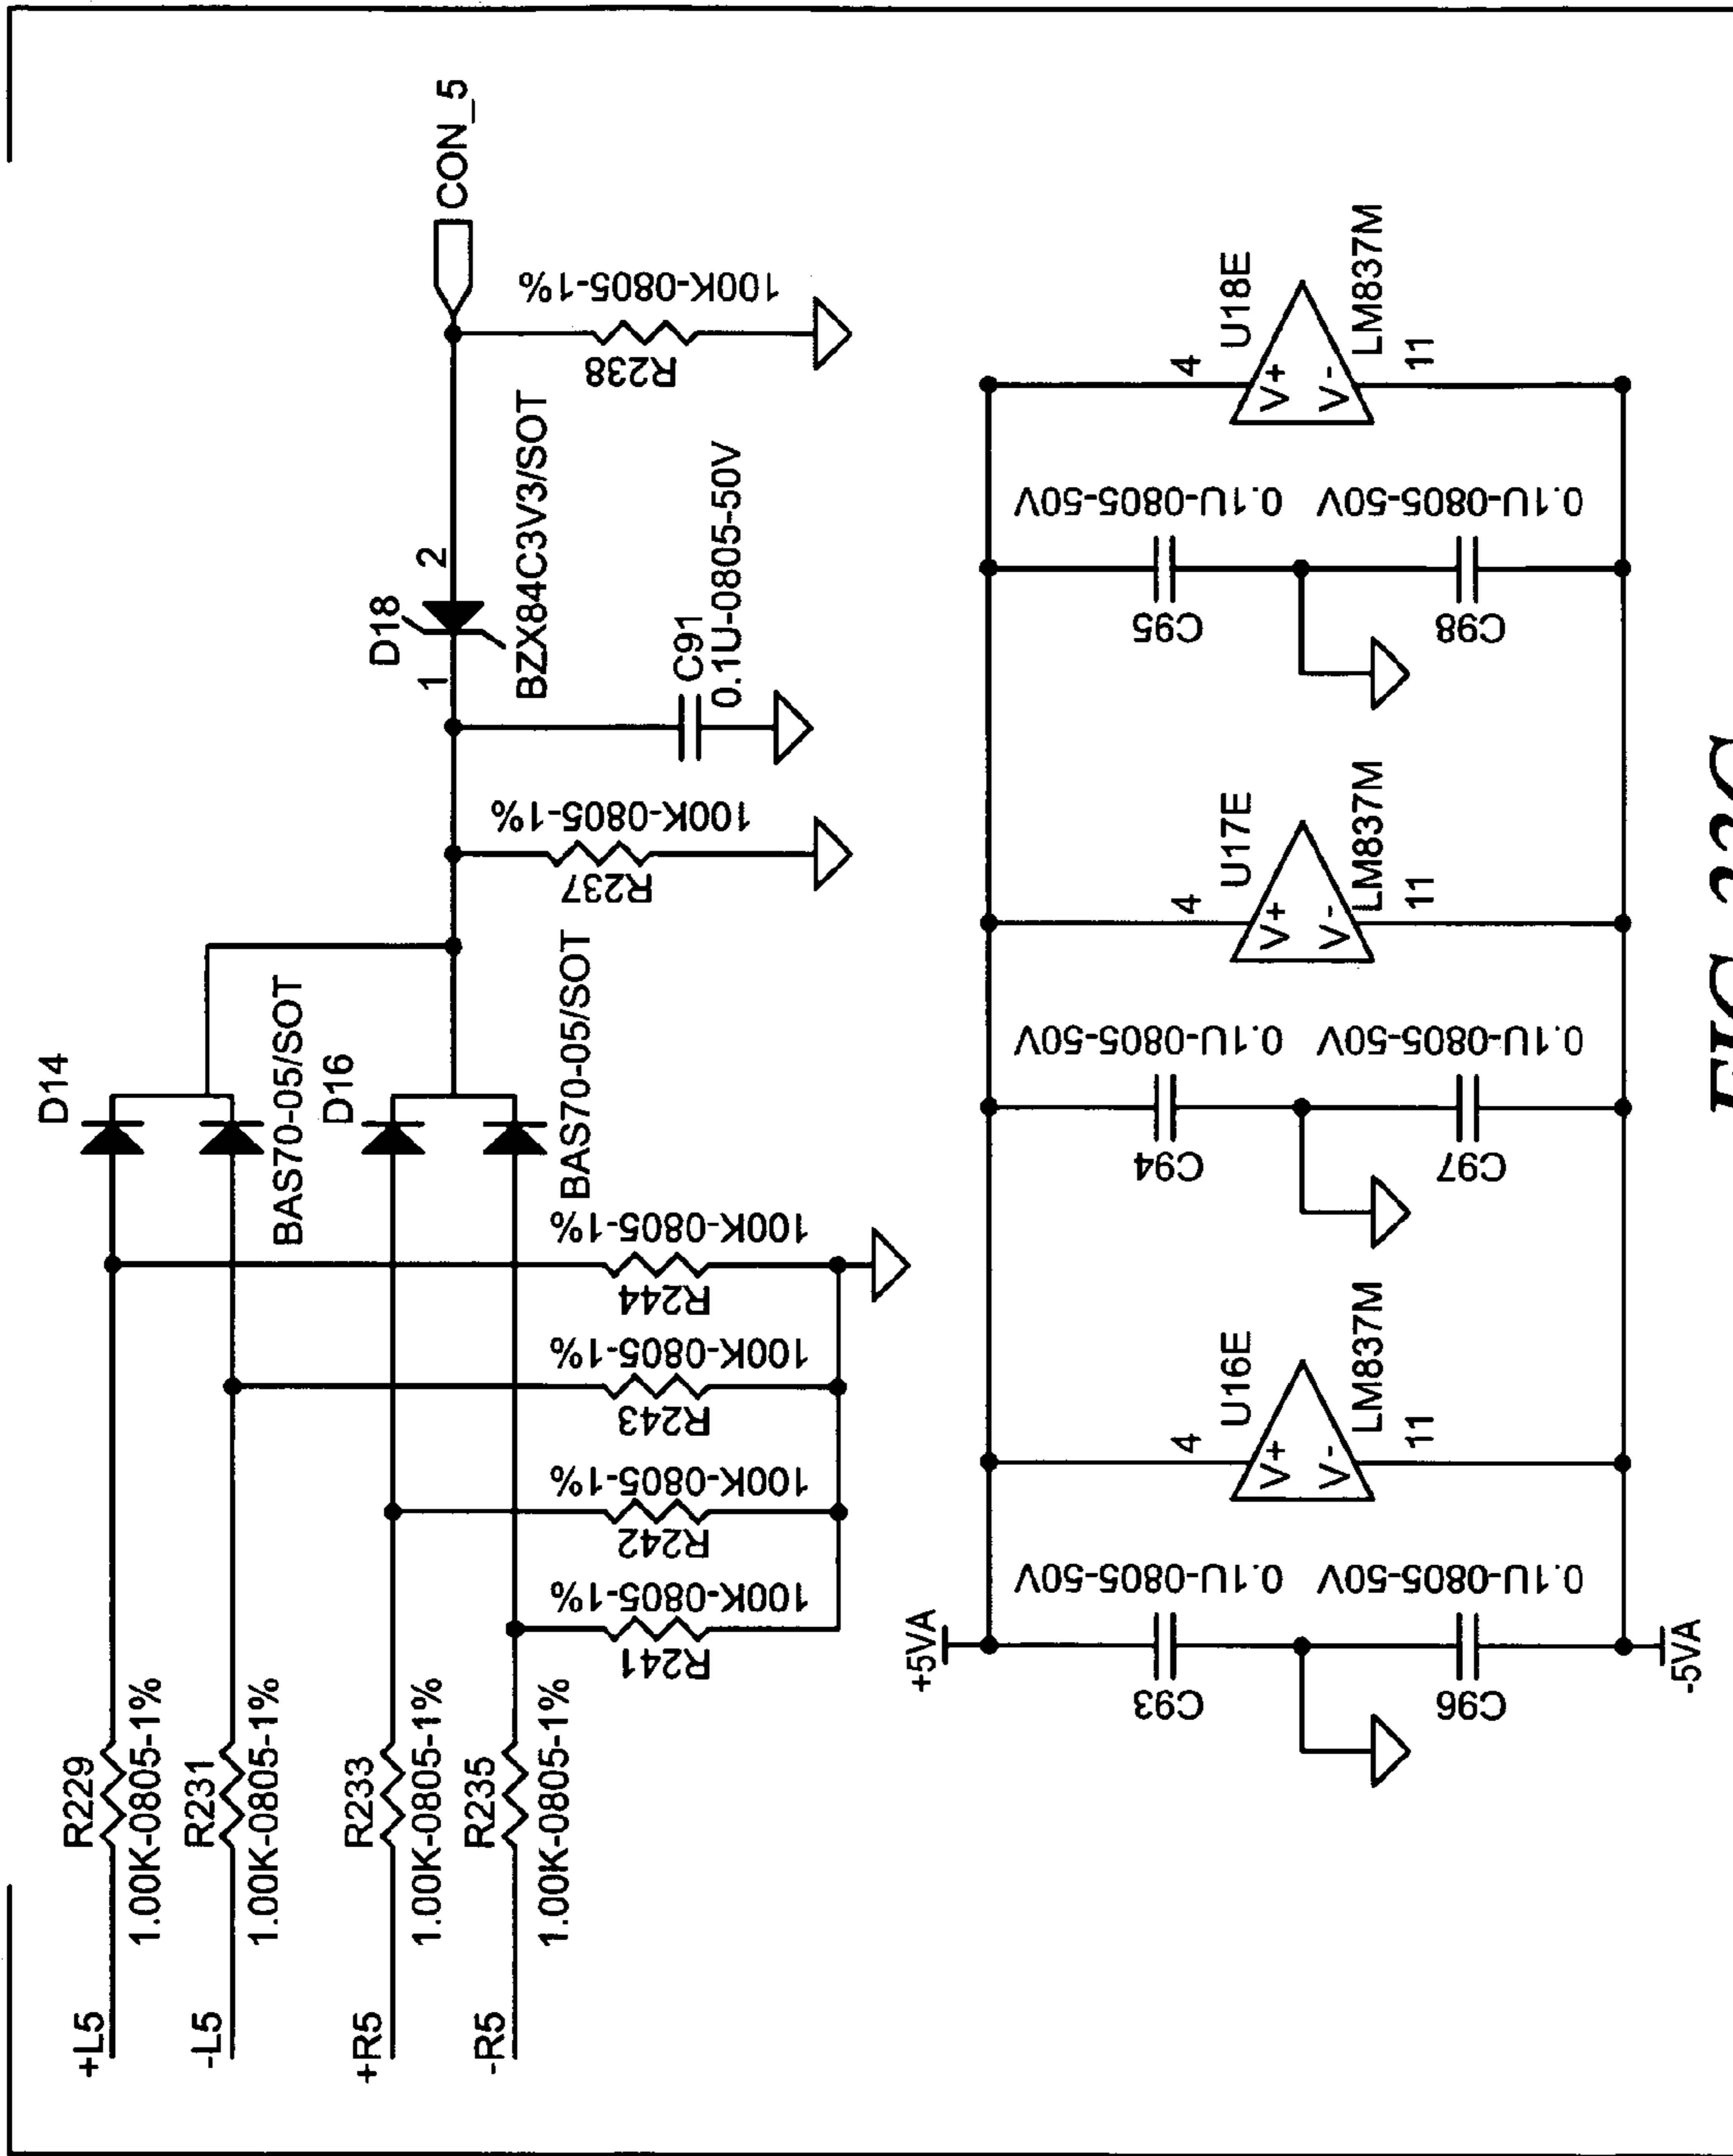 +L5
R229
1.00K-0805-1%
-L5
R231
1.00K-0805-1%
+R5
R233
1.00K-0805-1%
-R5
R235
1.00K-0805-1%
R241
100K-0805-1%
R242
100K-0805-1%
R243
100K-0805-1%
R244
100K-0805-1%
D14
BAS70-05/SOT
D16
BAS70-05/SOT
R237
100K-0805-1%
C91
0.1U-0805-50V
D18
1
2
BZX84C3V3/SOT
R238
100K-0805-1%
CON_5
+5VA
C93
0.1U-0805-50V
C96
0.1U-0805-50V
-5VA
U16E
4
V+
V-
LM837M
11
C94
0.1U-0805-50V
C97
0.1U-0805-50V
U17E
4
V+
V-
LM837M
11
C95
0.1U-0805-50V
C98
0.1U-0805-50V
U18E
4
V+
V-
LM837M
11